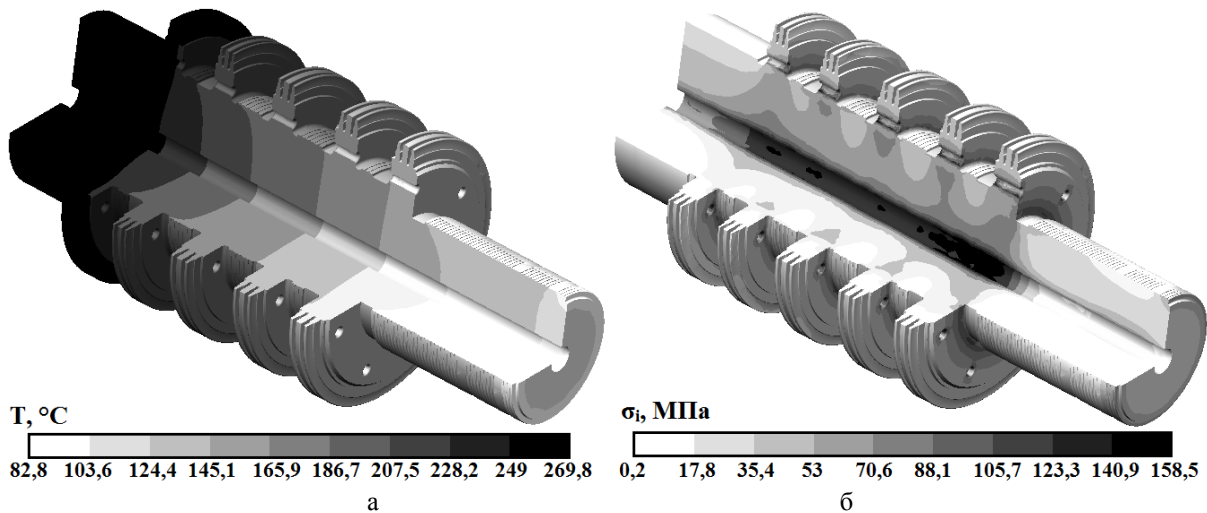 T, °C
82,8 103,6 124,4 145,1 165,9 186,7 207,5 228,2 249 269,8
а
σi, МПа
0,2 17,8 35,4 53 70,6 88,1 105,7 123,3 140,9 158,5
б